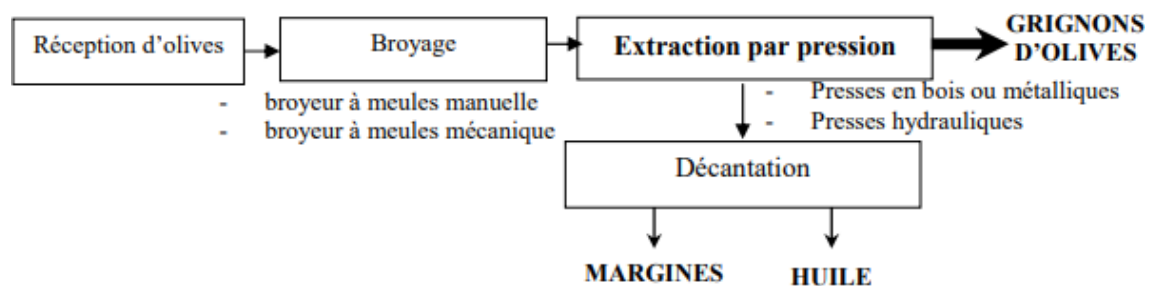 Réception d'olives
Broyage
Extraction par pression
GRIGNONS
D'OLIVES
- broyeur à meules manuelle
- broyeur à meules mécanique
- Presses en bois ou métalliques
- Presses hydrauliques
Décantation
MARGINES
HUILE